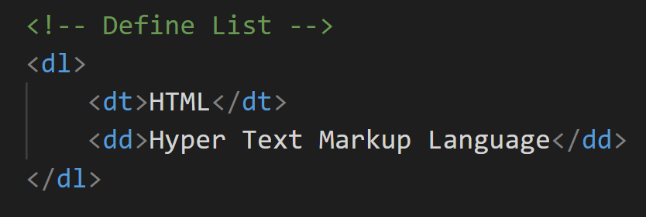 <!-- Define List -->
<dl>
    <dt>HTML</dt>
    <dd>Hyper Text Markup Language</dd>
</dl>